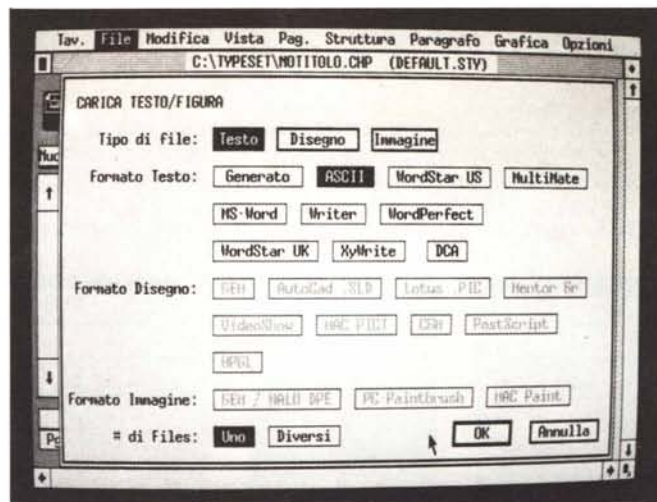 Tav. File Modifica Vista Pag. Struttura Paragrafo Grafica Opzioni
C:\TYPESET\NOTITOLO.CHP (DEFAULT.STY)
CARICA TESTO/FIGURA
Tipo di file: Testo Disegno Immagine
Formato Testo: Generato ASCII WordStar US MultiMate
MS-Word Writer WordPerfect
WordStar UK XyWrite DCA
Formato Disegno: GEM AutoCad .SLD Lotus .PIC Mentor Gr
VideoShow MAC PICT CGM PostScript
HPGL
Formato Immagine: GEM / HALO DPE PC Paintbrush MAC Paint
# di Files: Uno Diversi OK Annulla